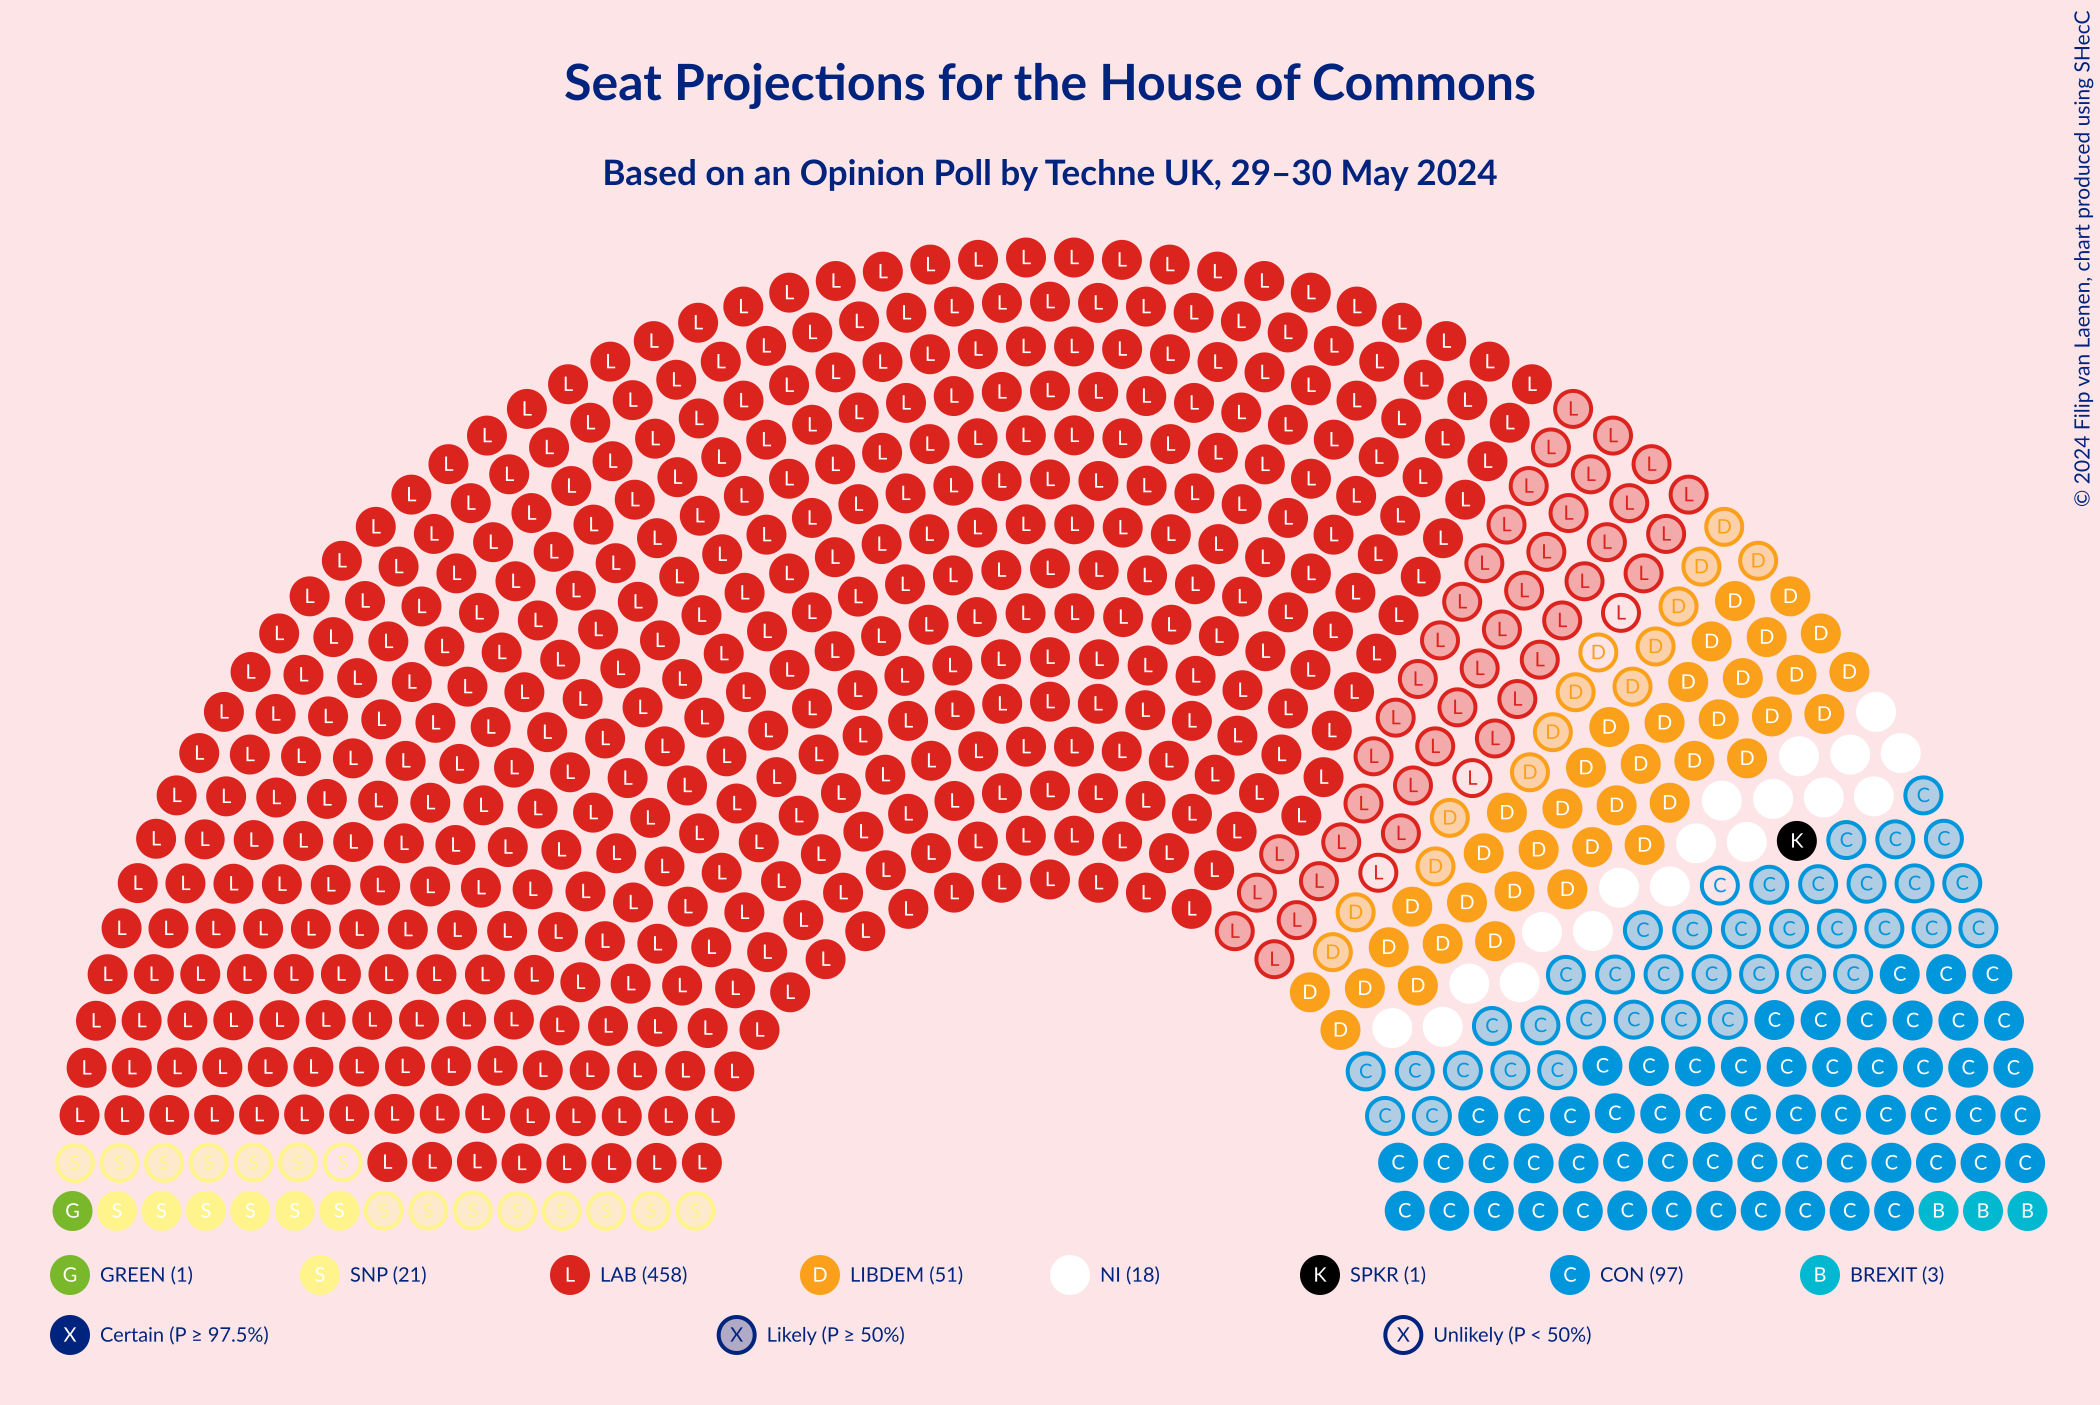 Seat Projections for the House of Commons
Based on an Opinion Poll by Techne UK, 29–30 May 2024
© 2024 Filip van Laenen, chart produced using SHecC
G GREEN (1) S SNP (21) L LAB (458) D LIBDEM (51) NI (18) K SPKR (1) C CON (97) B BREXIT (3)
X Certain (P ≥ 97.5%) X Likely (P ≥ 50%) X Unlikely (P < 50%)